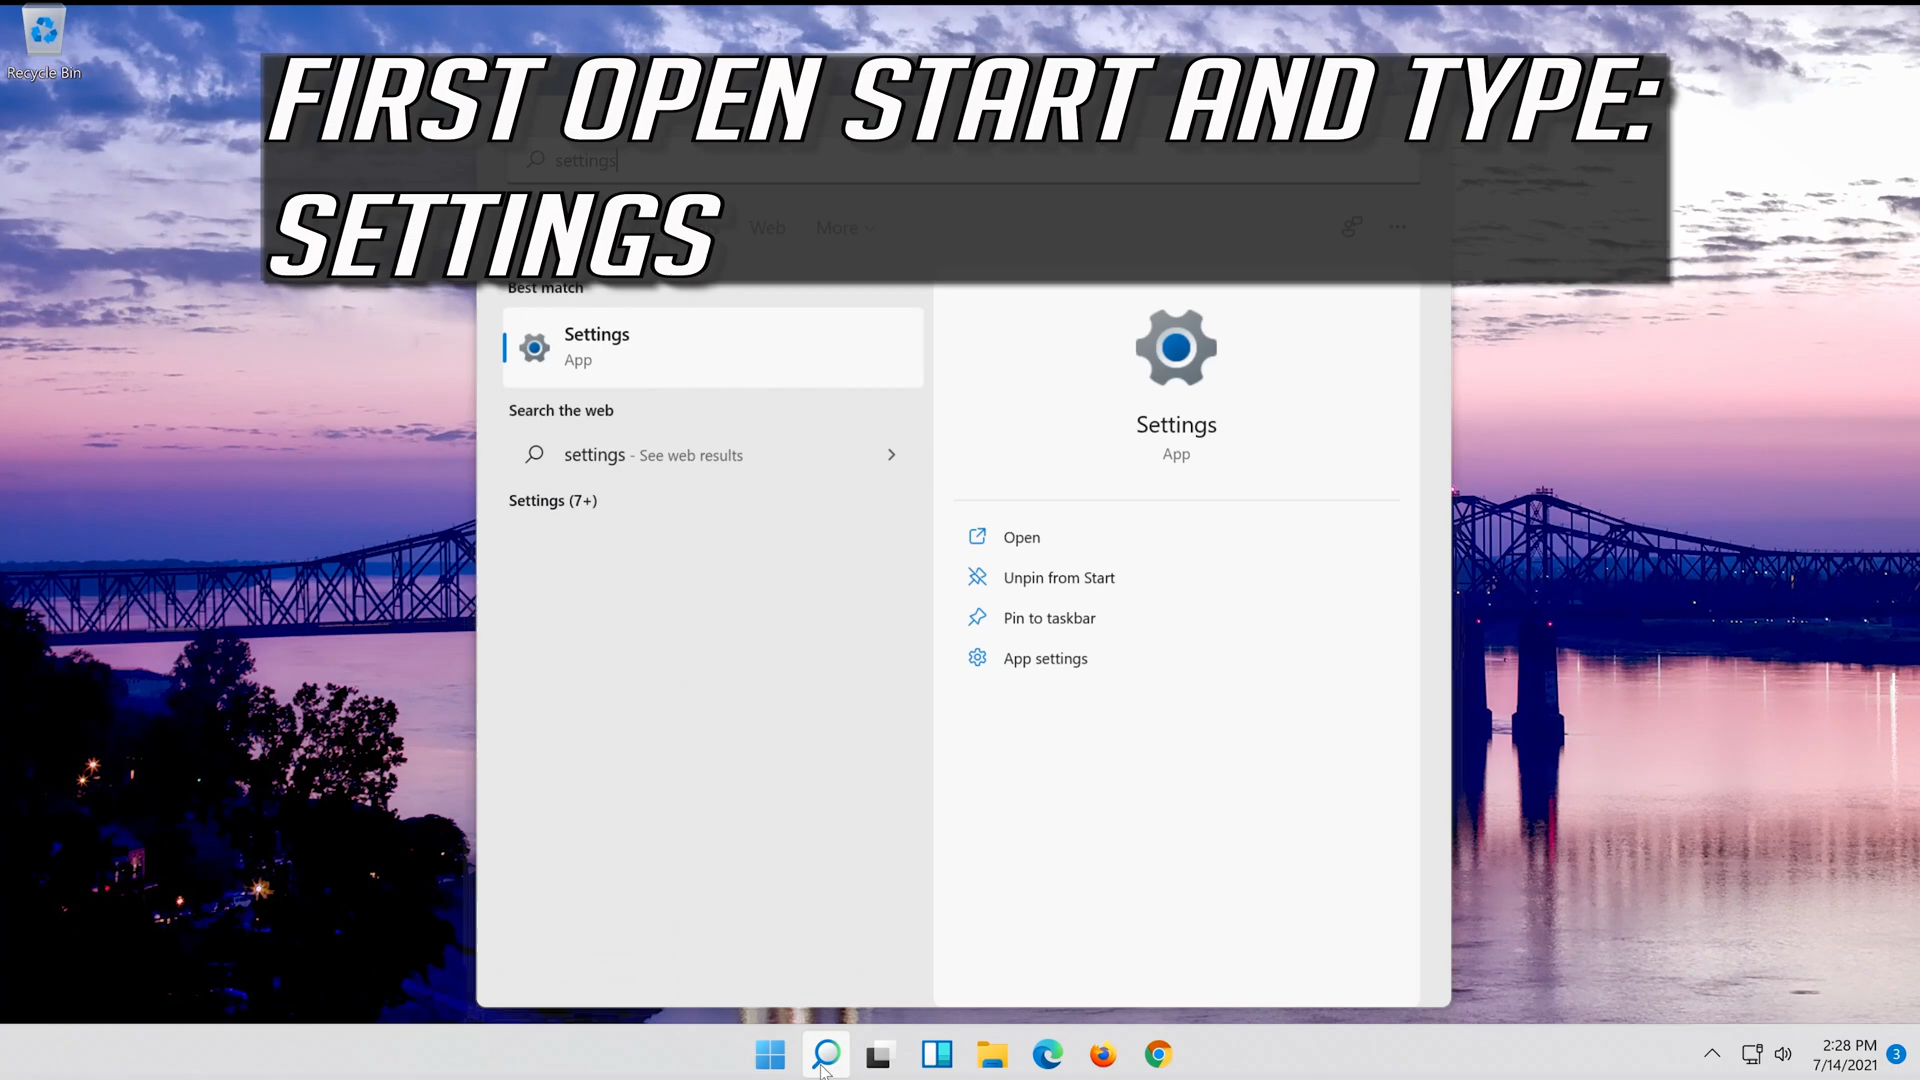 Recycle Bin
FIRST OPEN START AND TYPE:
SETTINGS
settings
Web More
Best match
Settings
App
Search the web
settings - See web results
Settings (7+)
Settings
App
Open
Unpin from Start
Pin to taskbar
App settings
2:28 PM
7/14/2021
3